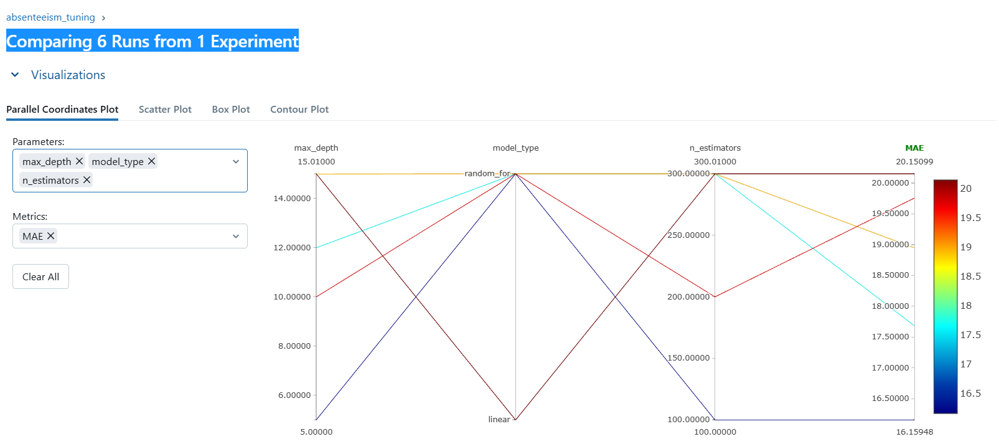 absenteeism_tuning >
Comparing 6 Runs from 1 Experiment
Visualizations
Parallel Coordinates Plot Scatter Plot Box Plot Contour Plot
Parameters:
max_depth model_type
n_estimators
Metrics:
MAE
Clear All
max_depth model_type n_estimators MAE
15.01000 300.01000 20.15099
random_for 300.00000
20.00000
20
14.00000
19.50000
19.5
250.00000
12.00000
19.00000
19
18.50000
18.5
10.00000
200.00000
18.00000
18
17.50000
17.5
8.00000
150.00000
17.00000
17
6.00000
16.50000
16.5
linear
100.00000
5.00000 100.00000 16.15948